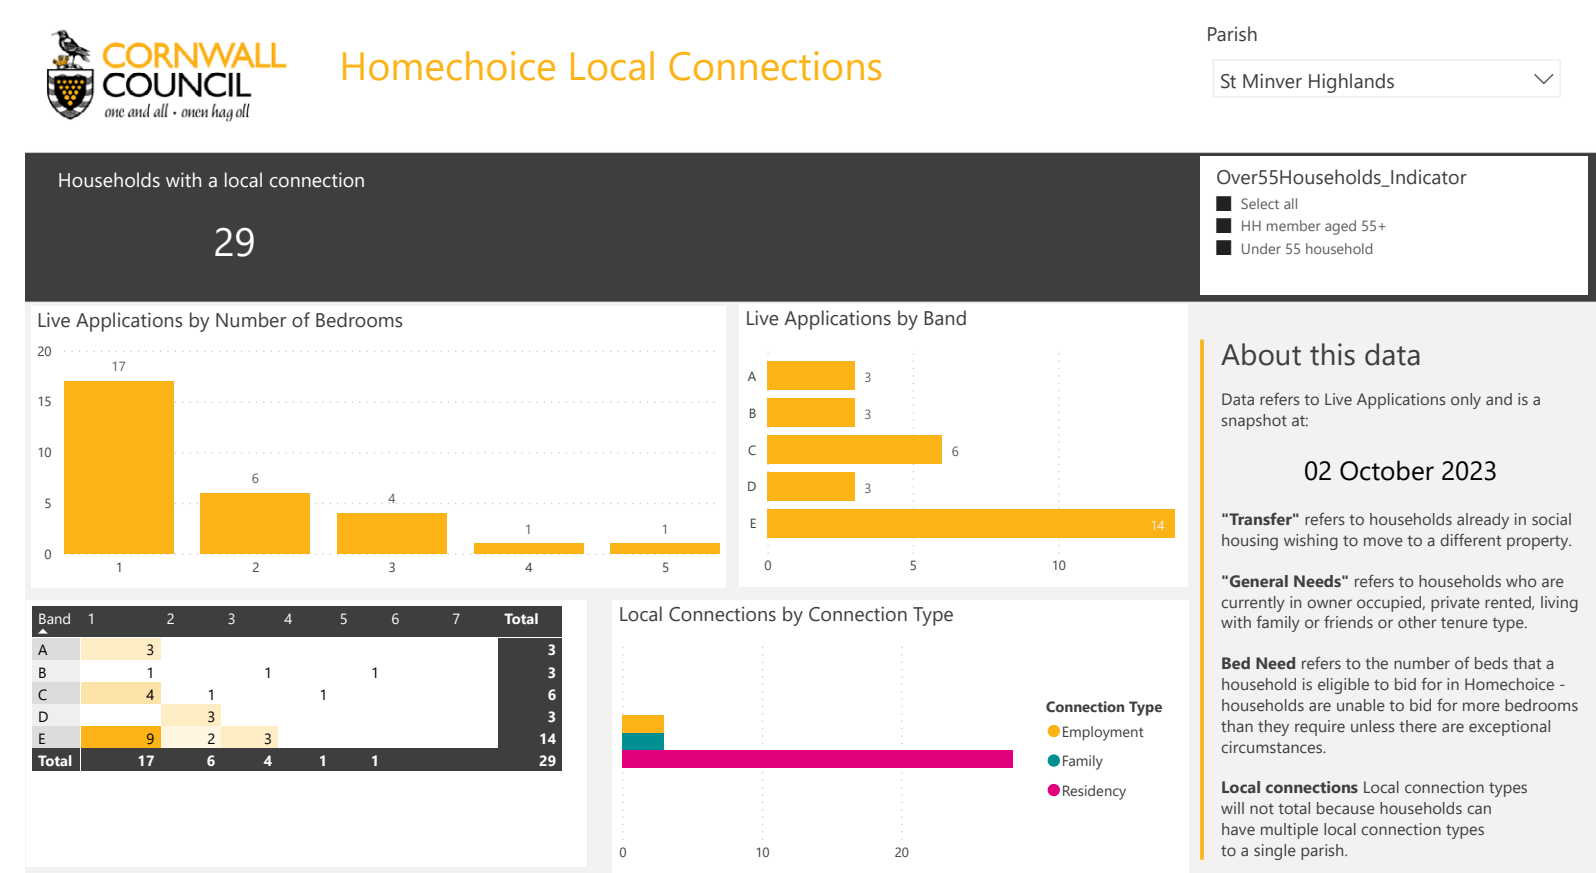 CORNWALL
COUNCIL
one and all • onen hag oll
Homechoice Local Connections
Parish
St Minver Highlands
Households with a local connection
29
Over55Households_Indicator
Select all
HH member aged 55+
Under 55 household
Live Applications by Number of Bedrooms
20
15
10
5
0
17
6
4
1
1
1 2 3 4 5
Live Applications by Band
A 3
B 3
C 6
D 3
E 14
0 5 10
Band 1 2 3 4 5 6 7 Total
A 3 3
B 1 1 1 3
C 4 1 1 6
D 3 3
E 9 2 3 14
Total 17 6 4 1 1 29
Local Connections by Connection Type
0 10 20
Connection Type
Employment
Family
Residency
About this data
Data refers to Live Applications only and is a
snapshot at:
02 October 2023
"Transfer" refers to households already in social
housing wishing to move to a different property.
"General Needs" refers to households who are
currently in owner occupied, private rented, living
with family or friends or other tenure type.
Bed Need refers to the number of beds that a
household is eligible to bid for in Homechoice -
households are unable to bid for more bedrooms
than they require unless there are exceptional
circumstances.
Local connections Local connection types
will not total because households can
have multiple local connection types
to a single parish.